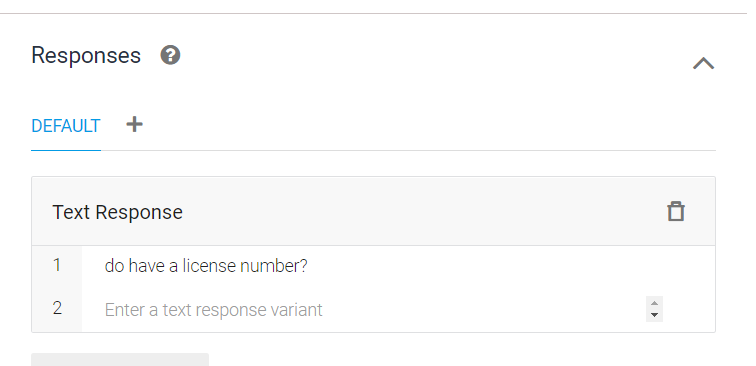 Responses ?
DEFAULT +
Text Response
1 do have a license number?
2 Enter a text response variant